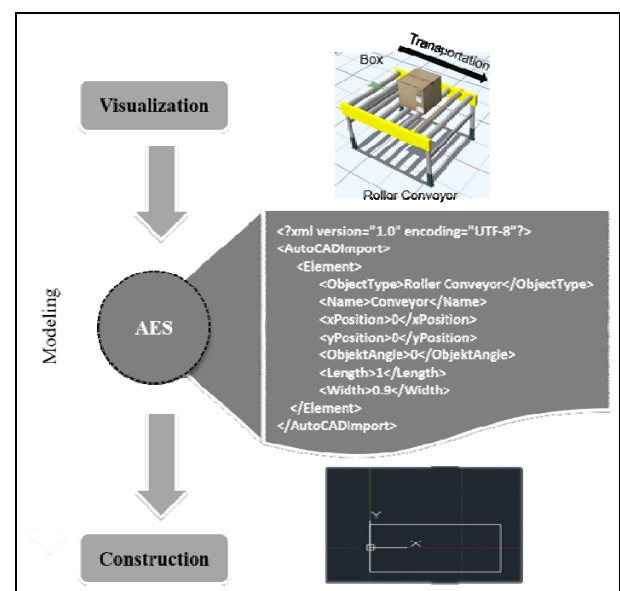 Transportation
Box
Visualization
Roller Conveyor
<?xml version="1.0" encoding="UTF-8"?>
<AutoCADImport>
<Element>
<ObjectType>Roller Conveyor</ObjectType>
<Name>Conveyor</Name>
<xPosition>0</xPosition>
<yPosition>0</yPosition>
<ObjektAngle>0</ObjektAngle>
<Length>1</Length>
<Width>0.9</Width>
</Element>
</AutoCADImport>
Modeling
AES
Y
X
Construction